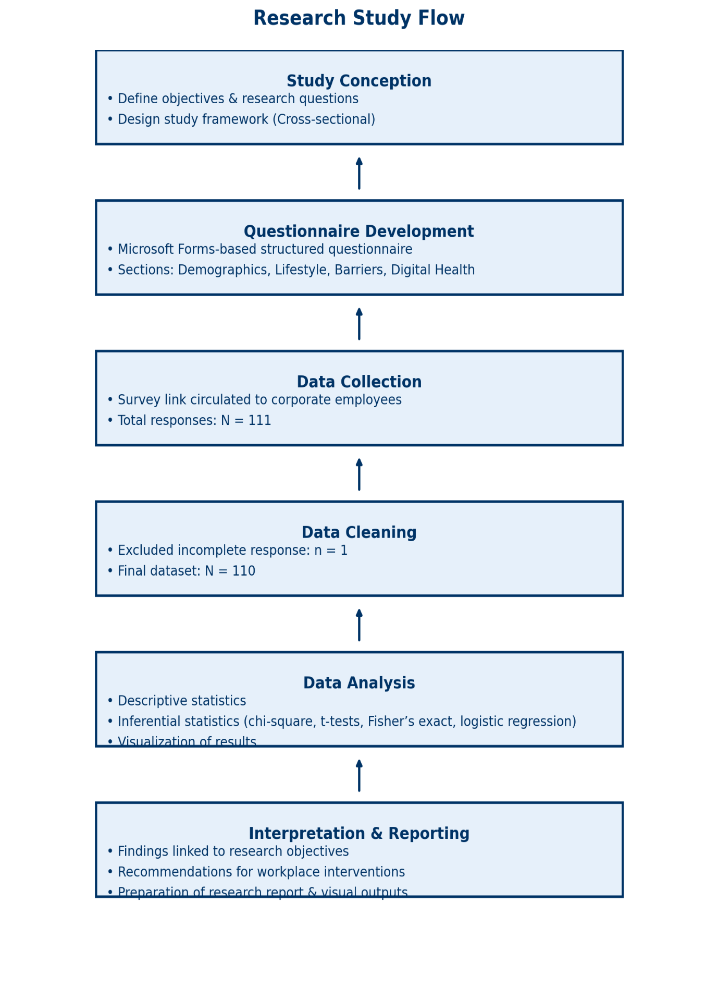 Research Study Flow
Study Conception
• Define objectives & research questions
• Design study framework (Cross-sectional)
Questionnaire Development
• Microsoft Forms-based structured questionnaire
• Sections: Demographics, Lifestyle, Barriers, Digital Health
Data Collection
• Survey link circulated to corporate employees
• Total responses: N = 111
Data Cleaning
• Excluded incomplete response: n = 1
• Final dataset: N = 110
Data Analysis
• Descriptive statistics
• Inferential statistics (chi-square, t-tests, Fisher’s exact, logistic regression)
• Visualization of results
Interpretation & Reporting
• Findings linked to research objectives
• Recommendations for workplace interventions
• Preparation of research report & visual outputs